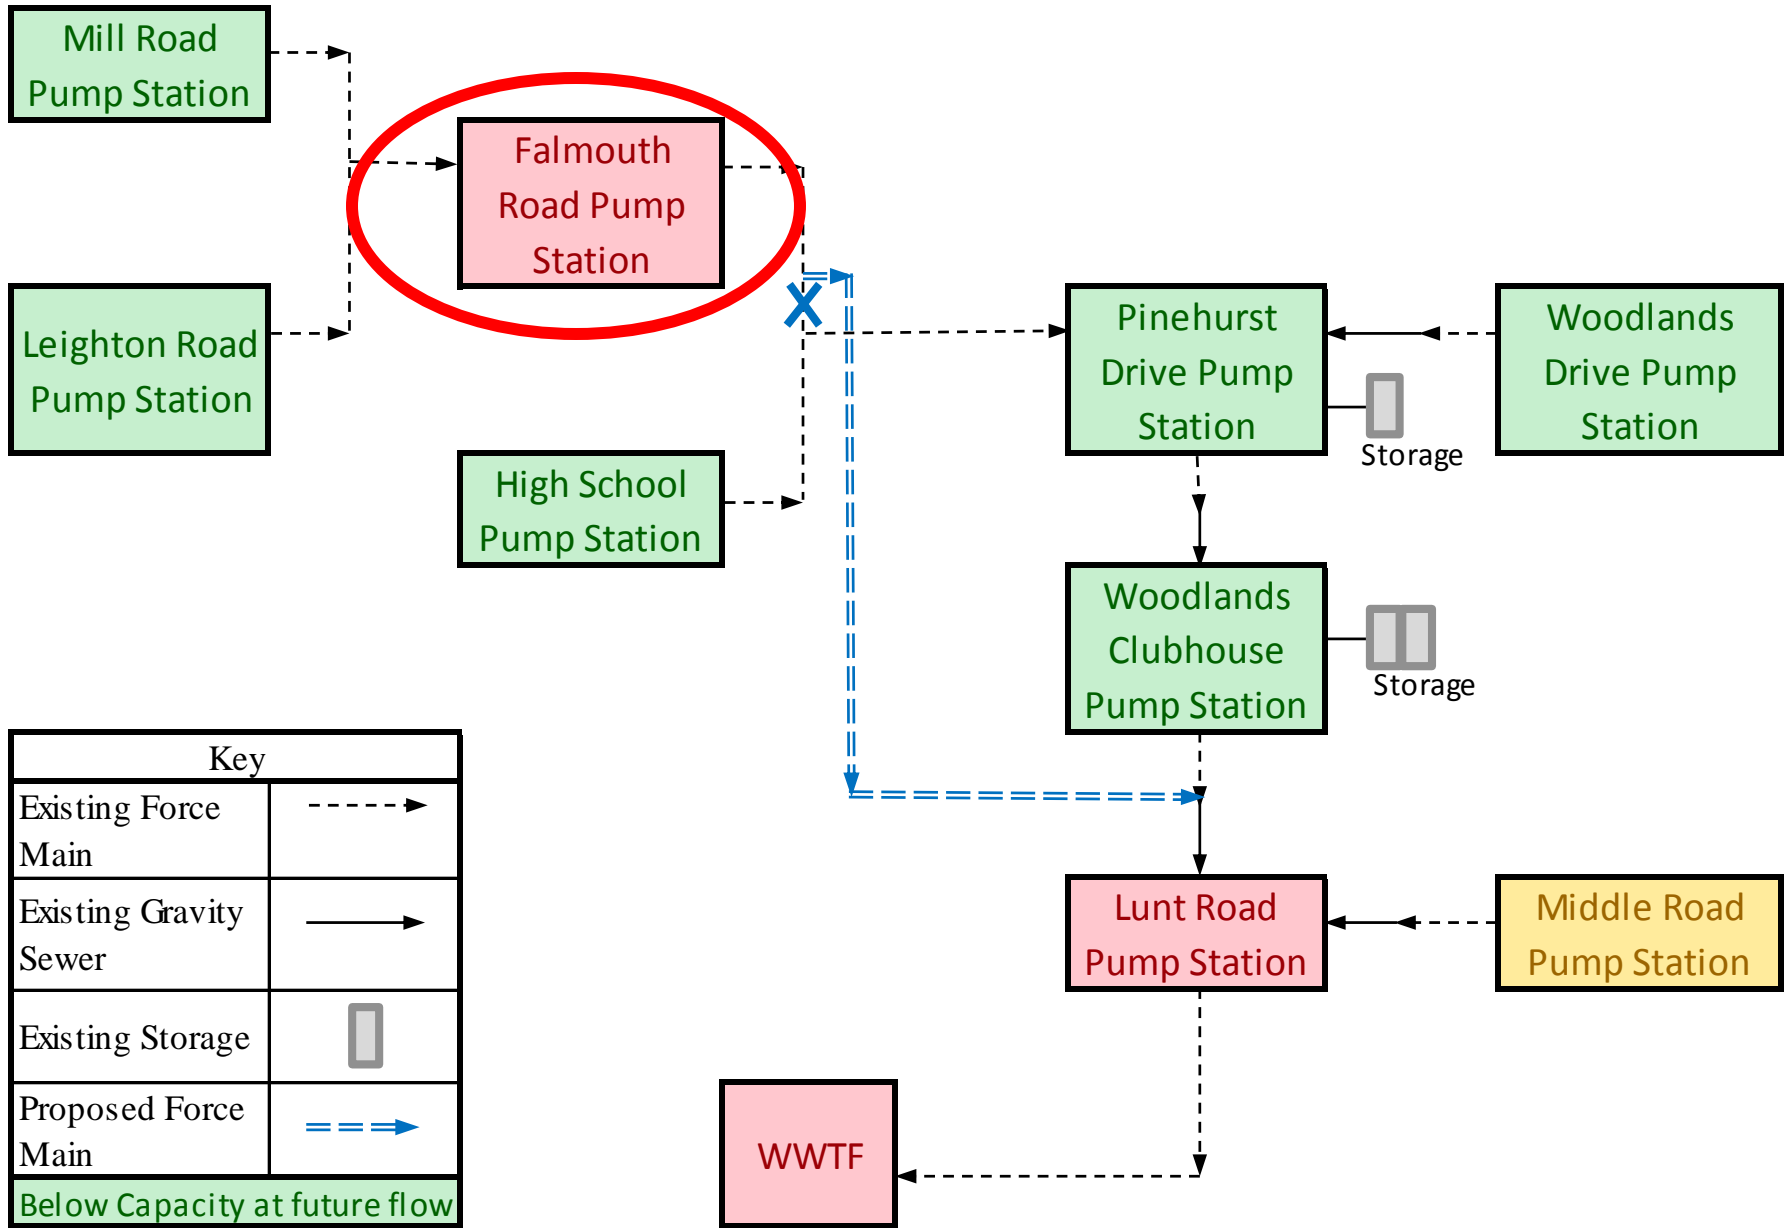 Mill Road
Pump Station
Falmouth
Road Pump
Station
Leighton Road
Pump Station
High School
Pump Station
Pinehurst
Drive Pump
Station
Storage
Woodlands
Drive Pump
Station
Woodlands
Clubhouse
Pump Station
Storage
Lunt Road
Pump Station
Middle Road
Pump Station
WWTF
Key
Existing Force
Main
Existing Gravity
Sewer
Existing Storage
Proposed Force
Main
Below Capacity at future flow